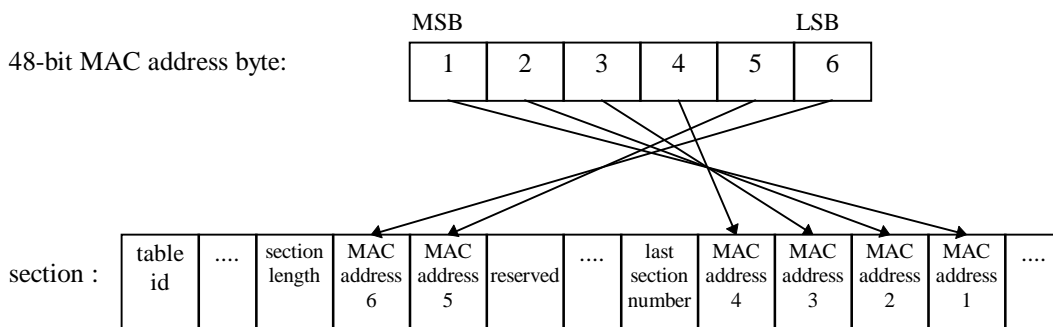 MSB LSB
48-bit MAC address byte: 1 2 3 4 5 6
section : table id .... section length MAC address 6 MAC address 5 reserved .... last section number MAC address 4 MAC address 3 MAC address 2 MAC address 1 ....